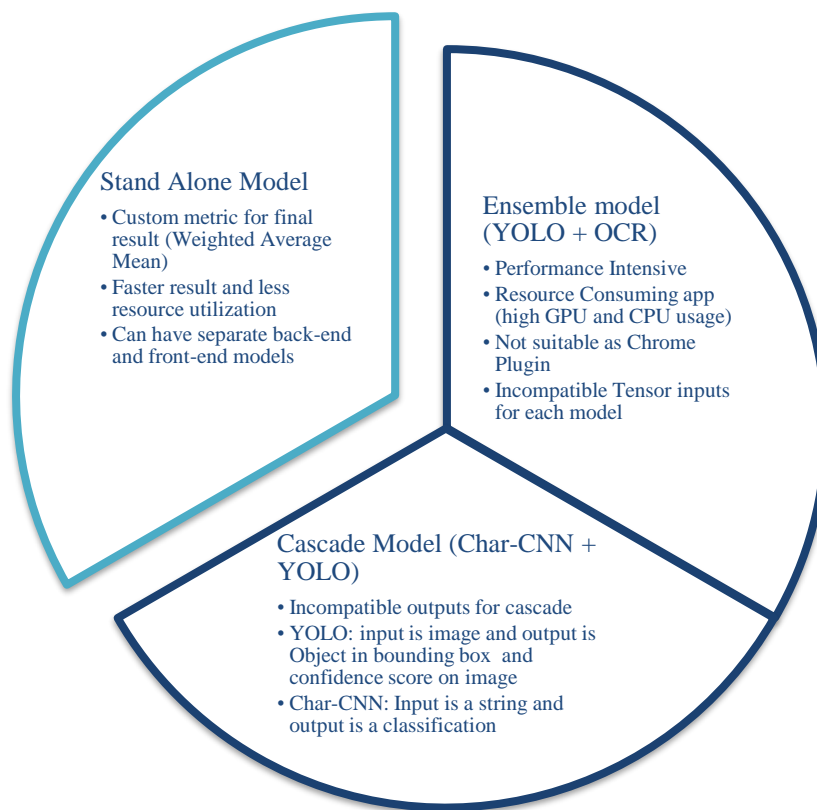 Stand Alone Model
• Custom metric for final
result (Weighted Average
Mean)
• Faster result and less
resource utilization
• Can have separate back-end
and front-end models
Ensemble model
(YOLO + OCR)
• Performance Intensive
• Resource Consuming app
(high GPU and CPU usage)
• Not suitable as Chrome
Plugin
• Incompatible Tensor inputs
for each model
Cascade Model (Char-CNN +
YOLO)
• Incompatible outputs for cascade
• YOLO: input is image and output is
Object in bounding box and
confidence score on image
• Char-CNN: Input is a string and
output is a classification